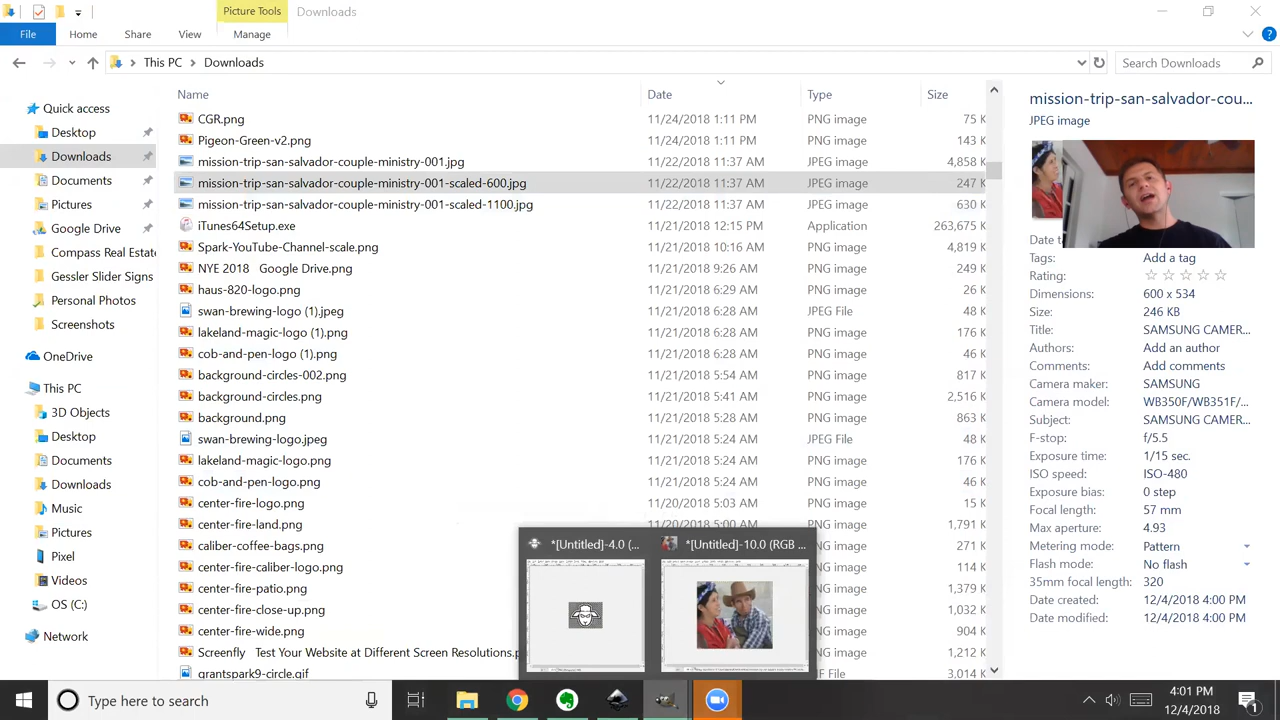 Picture Tools
Downloads
File
Home
Share
View
Manage
This PC
Downloads
Search Downloads
Name
Date
Type
Size
Quick access
Desktop
Downloads
Documents
Pictures
Google Drive
Compass Real Estate
Gessler Slider Signs
Personal Photos
Screenshots
OneDrive
This PC
3D Objects
Desktop
Documents
Downloads
Music
Pictures
Pixel
Videos
OS (C:)
Network
CGR.png 11/24/2018 1:11 PM PNG image 75 K
Pigeon-Green-v2.png 11/24/2018 1:11 PM PNG image 143 K
mission-trip-san-salvador-couple-ministry-001.jpg 11/22/2018 11:37 AM JPEG image 4,858 K
mission-trip-san-salvador-couple-ministry-001-scaled-600.jpg 11/22/2018 11:37 AM JPEG image 247 K
mission-trip-san-salvador-couple-ministry-001-scaled-1100.jpg 11/22/2018 11:37 AM JPEG image 630 K
iTunes64Setup.exe 11/21/2018 12:15 PM Application 263,675 K
Spark-YouTube-Channel-scale.png 11/21/2018 10:16 AM PNG image 4,819 K
NYE 2018 Google Drive.png 11/21/2018 9:26 AM PNG image 249 K
haus-820-logo.png 11/21/2018 6:29 AM PNG image 26 K
swan-brewing-logo (1).jpeg 11/21/2018 6:28 AM JPEG File 48 K
lakeland-magic-logo (1).png 11/21/2018 6:28 AM PNG image 176 K
cob-and-pen-logo (1).png 11/21/2018 6:28 AM PNG image 46 K
background-circles-002.png 11/21/2018 5:54 AM PNG image 817 K
background-circles.png 11/21/2018 5:41 AM PNG image 2,516 K
background.png 11/21/2018 5:28 AM PNG image 863 K
swan-brewing-logo.jpeg 11/21/2018 5:24 AM JPEG File 48 K
lakeland-magic-logo.png 11/21/2018 5:24 AM PNG image 176 K
cob-and-pen-logo.png 11/21/2018 5:24 AM PNG image 46 K
center-fire-logo.png 11/20/2018 5:03 AM PNG image 15 K
center-fire-land.png 11/20/2018 5:00 AM PNG image 1,791 K
caliber-coffee-bags.png PNG image 271 K
center-fire-caliber-logo.png PNG image 114 K
center-fire-patio.png PNG image 1,379 K
center-fire-close-up.png PNG image 1,032 K
center-fire-wide.png PNG image 904 K
Screenfly Test Your Website at Different Screen Resolutions.p PNG image 1,212 K
grantspark9-circle.gif 3,014 K
*[Untitled]-4.0 (...
*[Untitled]-10.0 (RGB ...
mission-trip-san-salvador-cou...
JPEG image
Date t
Tags: Add a tag
Rating:
Dimensions: 600 x 534
Size: 246 KB
Title: SAMSUNG CAMER...
Authors: Add an author
Comments: Add comments
Camera maker: SAMSUNG
Camera model: WB350F/WB351F/...
Subject: SAMSUNG CAMER...
F-stop: f/5.5
Exposure time: 1/15 sec.
ISO speed: ISO-480
Exposure bias: 0 step
Focal length: 57 mm
Max aperture: 4.93
Metering mode: Pattern
Flash mode: No flash
35mm focal length: 320
Date created: 12/4/2018 4:00 PM
Date modified: 12/4/2018 4:00 PM
Type here to search
4:01 PM
12/4/2018
1